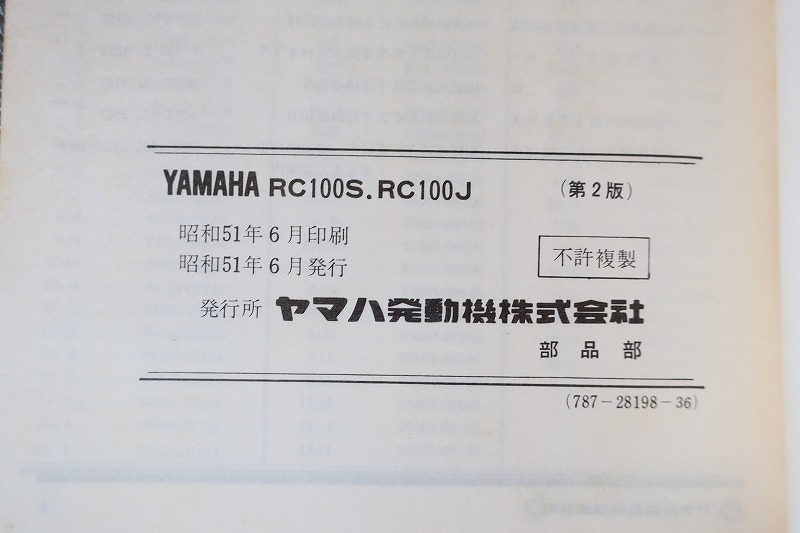 YAMAHA RC100S. RC100J (第2版)
昭和51年6月印刷
昭和51年6月発行
不許複製
発行所 ヤマハ発動機株式会社
部品部
(787-28198-36)